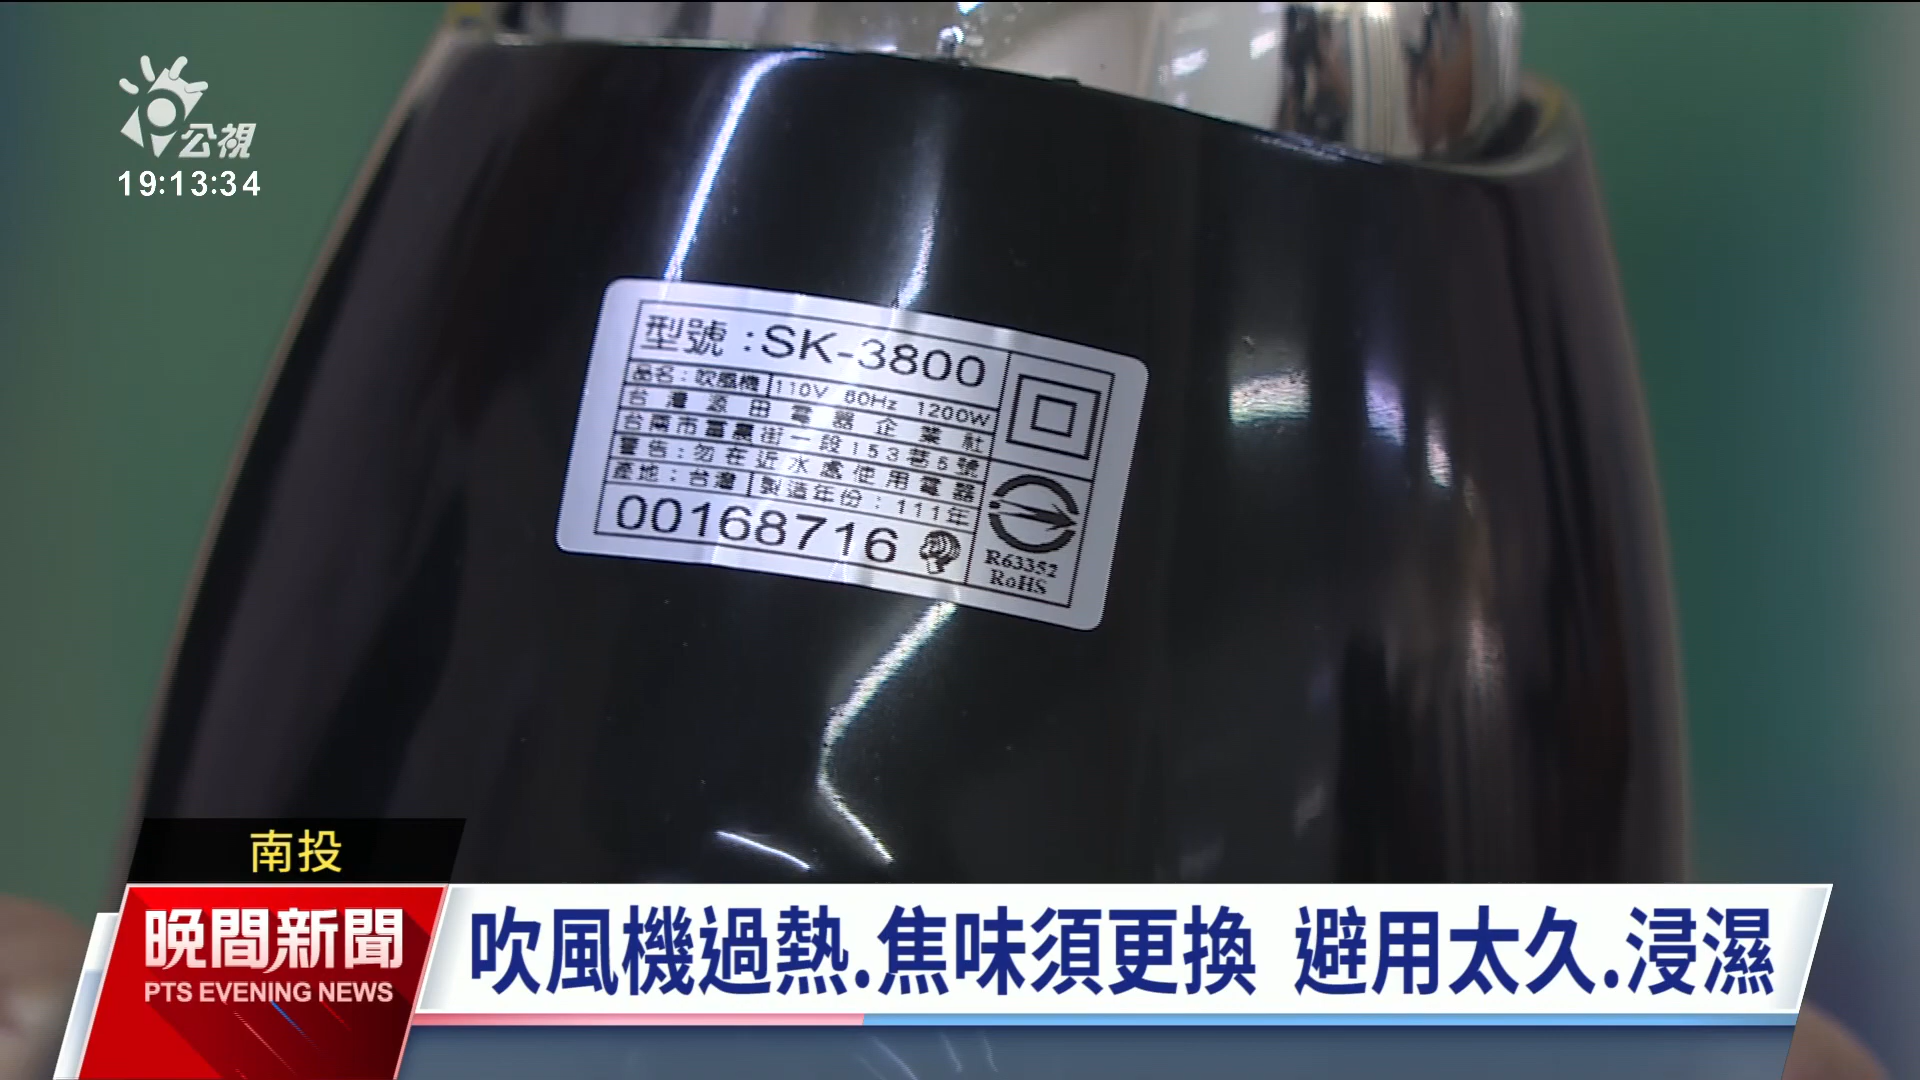 公視
19:13:34
型號:SK-3800
品名:吹風機 110V 60Hz 1200W
台灣源田電器企業社
台南市富農街一段153巷5號
警告:勿在近水處使用電器
產地:台灣 製造年份:111年
00168716
R63352
RoHS
南投
晚間新聞
PTS EVENING NEWS
吹風機過熱.焦味須更換 避用太久.浸濕